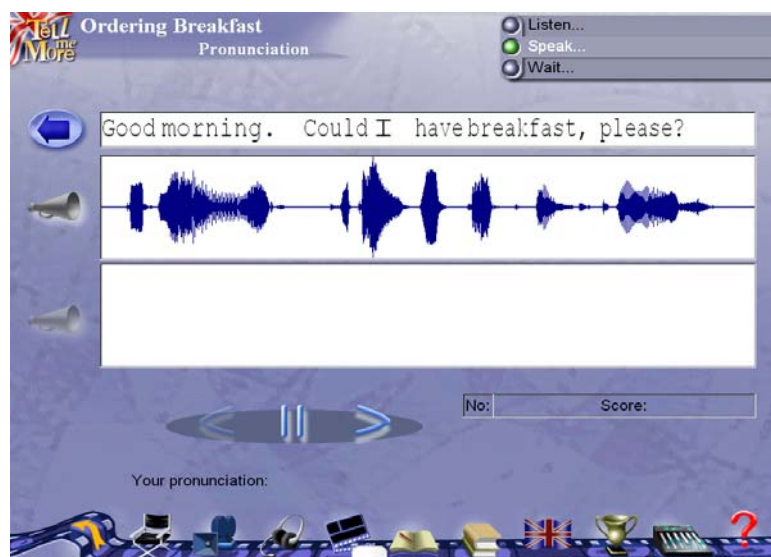 Tell me More
Ordering Breakfast
Pronunciation
Listen...
Speak...
Wait...
Good morning. Could I have breakfast, please?
No: Score:
Your pronunciation:
?